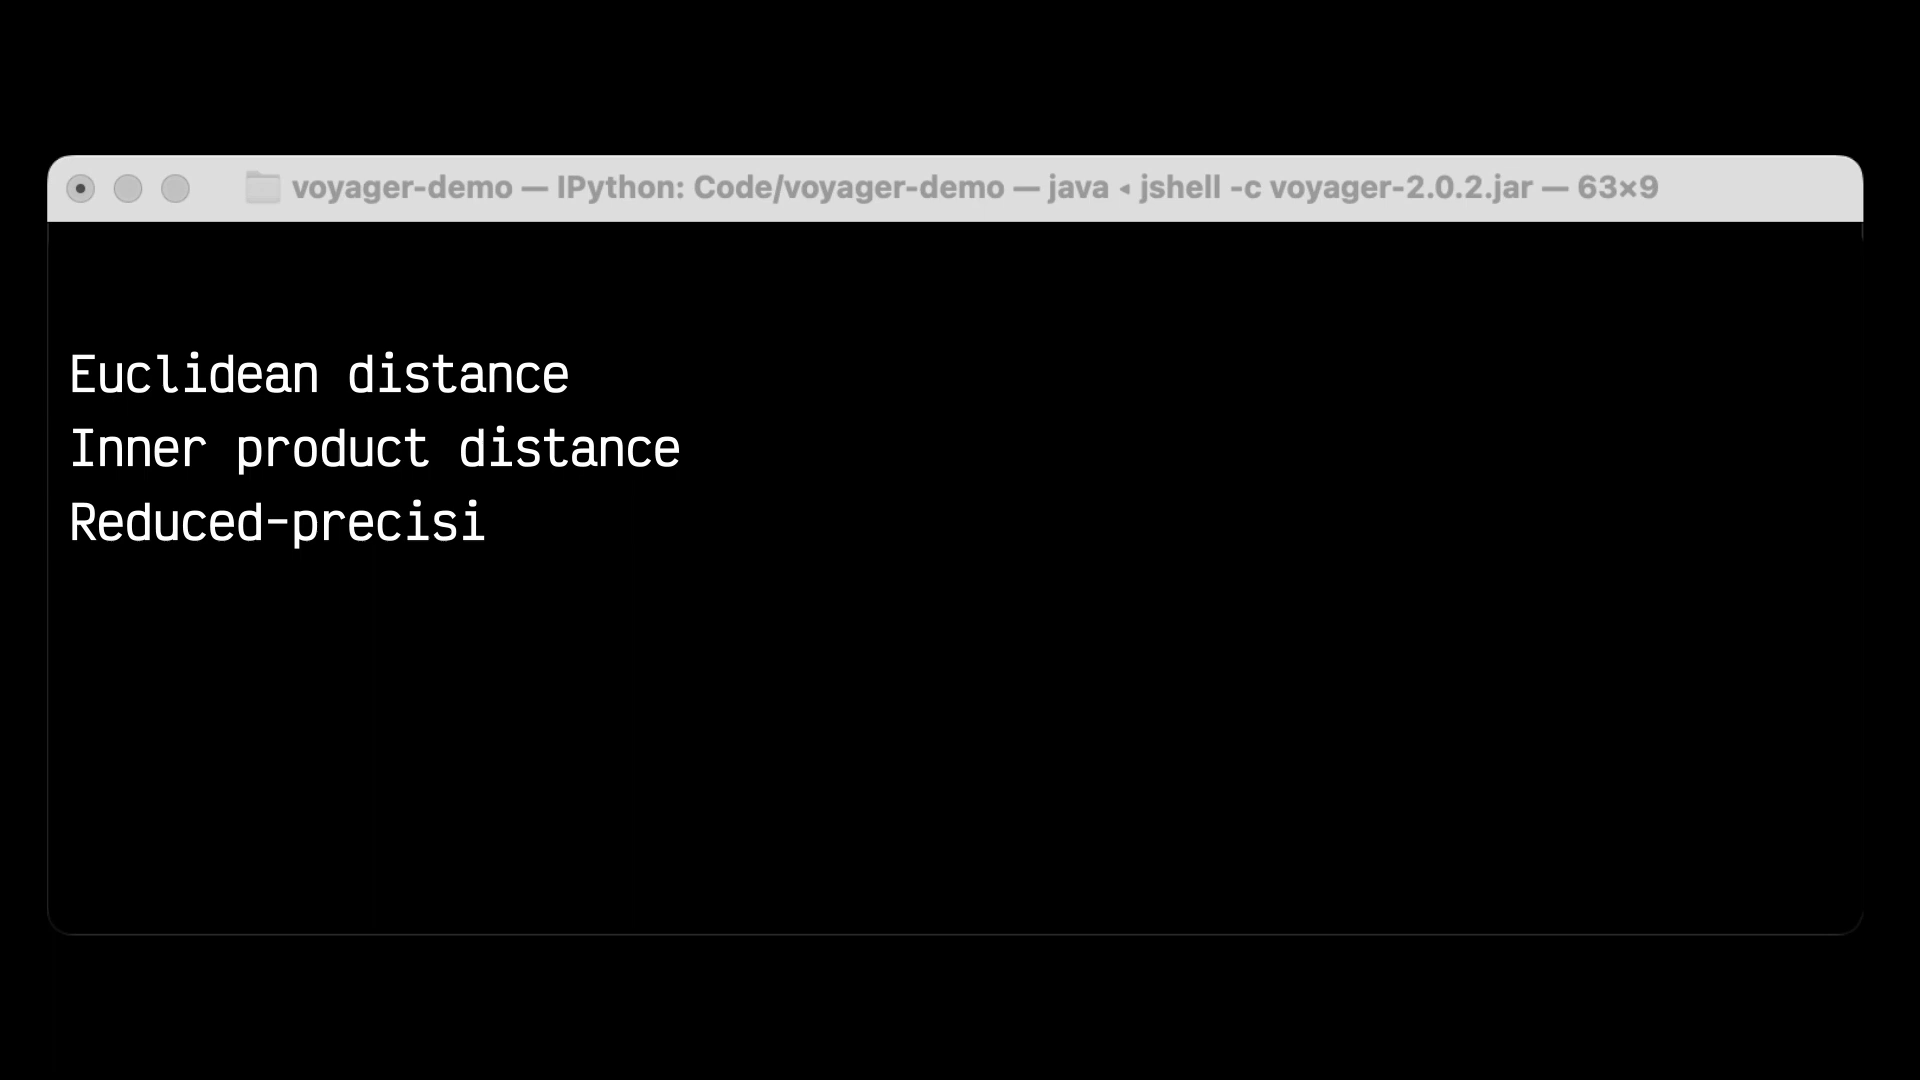 voyager-demo — IPython: Code/voyager-demo — java ◂ jshell -c voyager-2.0.2.jar — 63×9
Euclidean distance
Inner product distance
Reduced-precisi